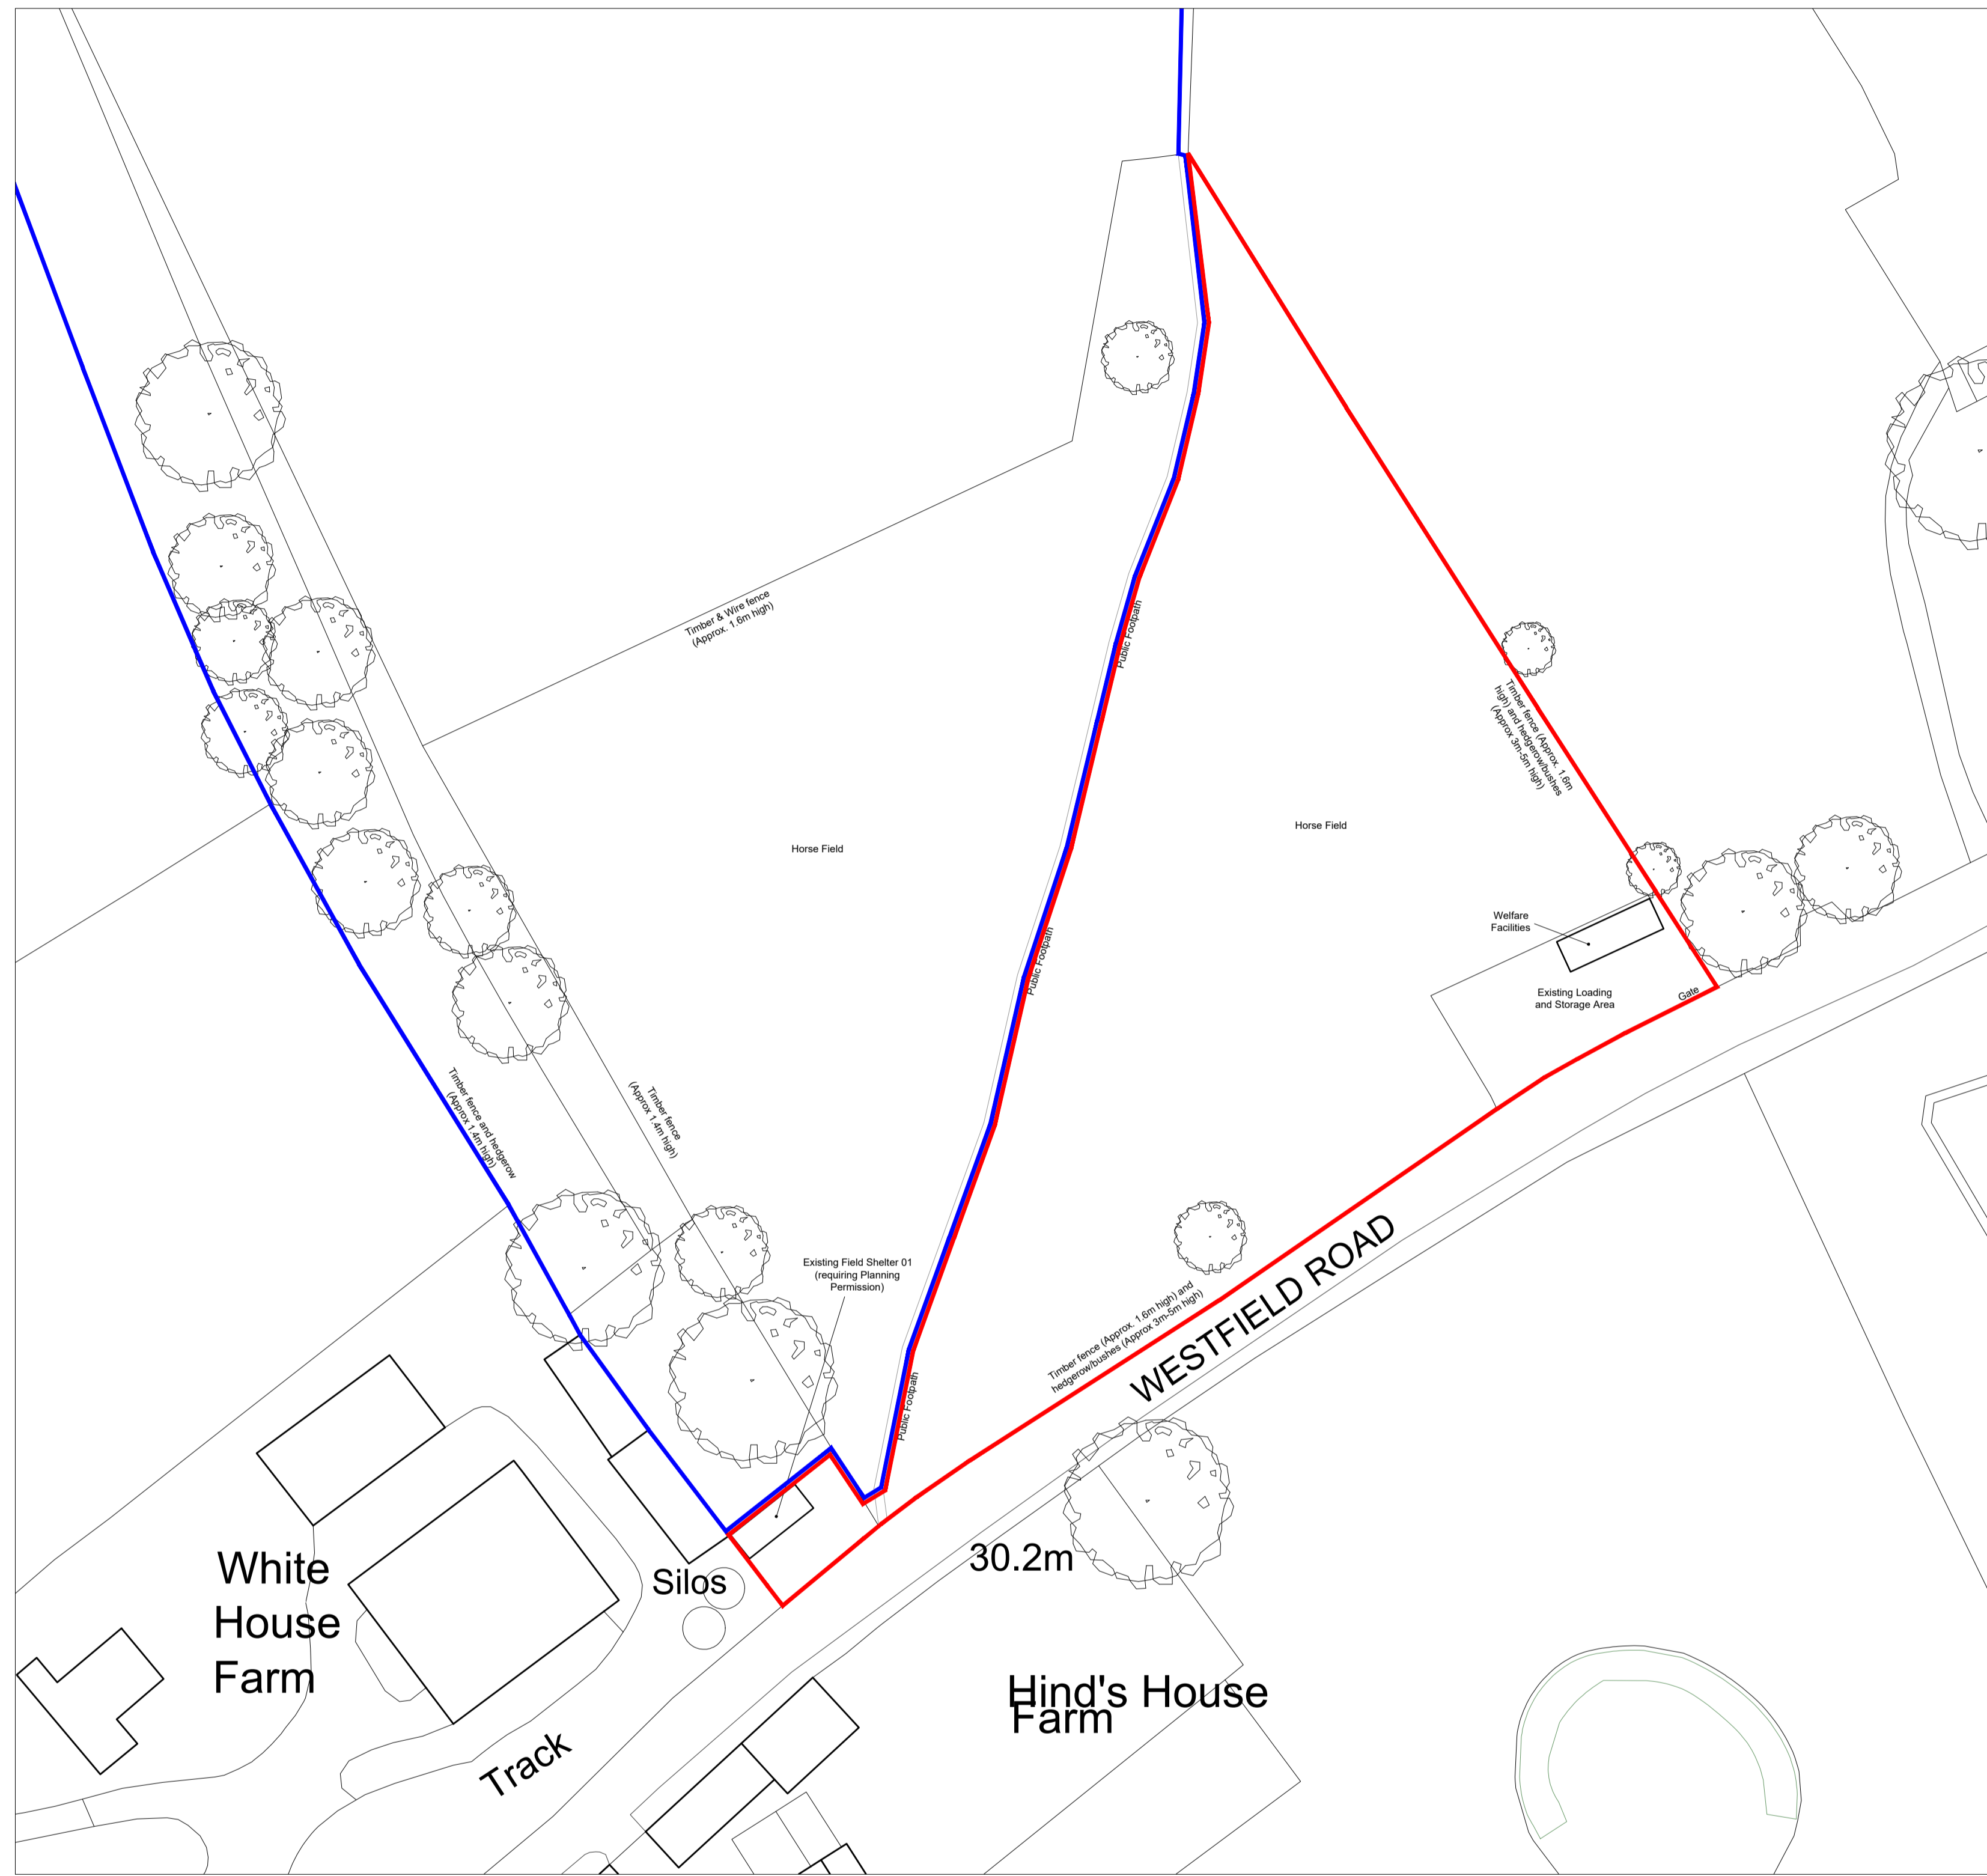 Timber & Wire fence
(Approx. 1.6m high)
Public Footpath
Timber fence (Approx. 1.6m
high) and hedgerow/bushes
(Approx 3m-5m high)
Horse Field
Horse Field
Welfare
Facilities
Public Footpath
Existing Loading
and Storage Area
Gate
Timber fence and hedgerow
(Approx 1.4m high)
Timber fence
(Approx 1.4m high)
Existing Field Shelter 01
(requiring Planning
Permission)
Timber fence (Approx. 1.6m high) and
hedgerow/bushes (Approx 3m-5m high)
WESTFIELD ROAD
Public Footpath
30.2m
Silos
White
House
Farm
Hind's House
Farm
Track